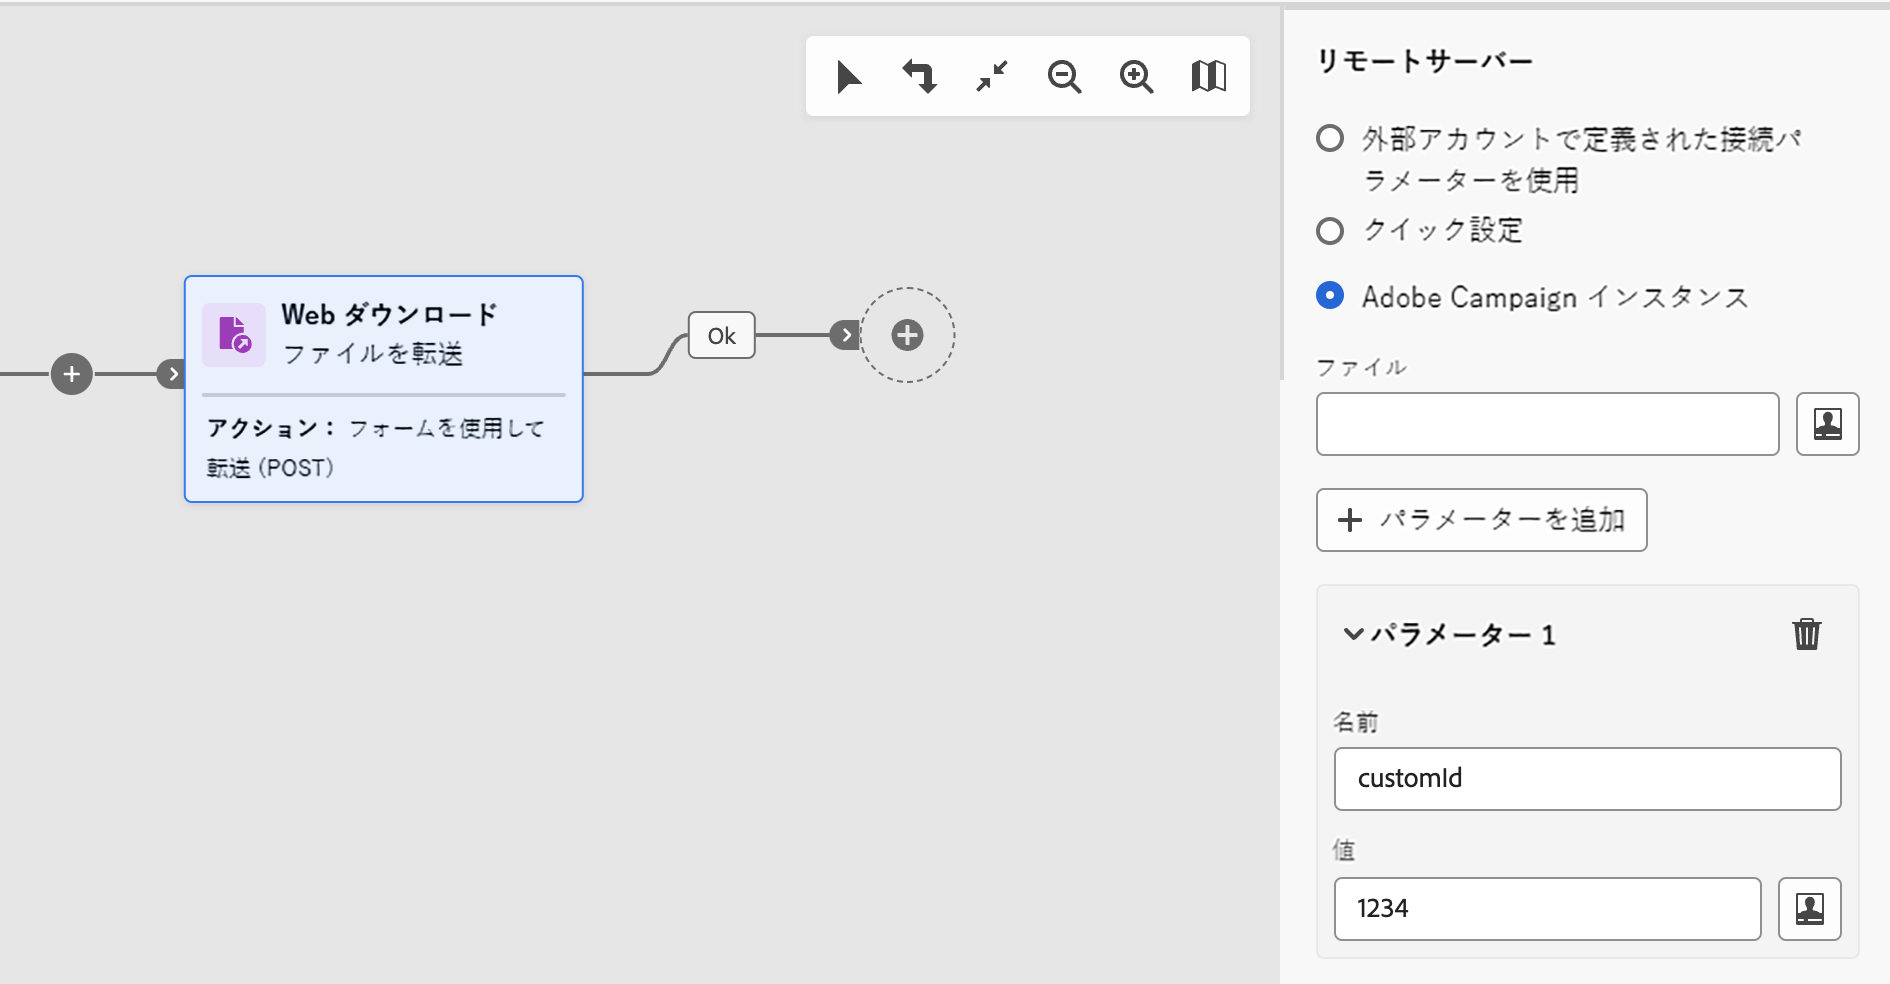 Web ダウンロード
ファイルを転送
アクション： フォームを使用して
転送 (POST)
Ok
リモートサーバー
外部アカウントで定義された接続パ
ラメーターを使用
クイック設定
Adobe Campaign インスタンス
ファイル
パラメーターを追加
パラメーター 1
名前
customId
値
1234